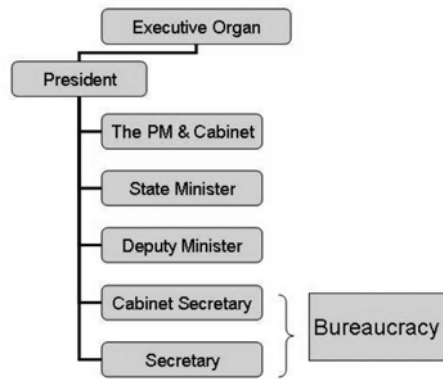 Executive Organ
President
The PM & Cabinet
State Minister
Deputy Minister
Cabinet Secretary
Bureaucracy
Secretary